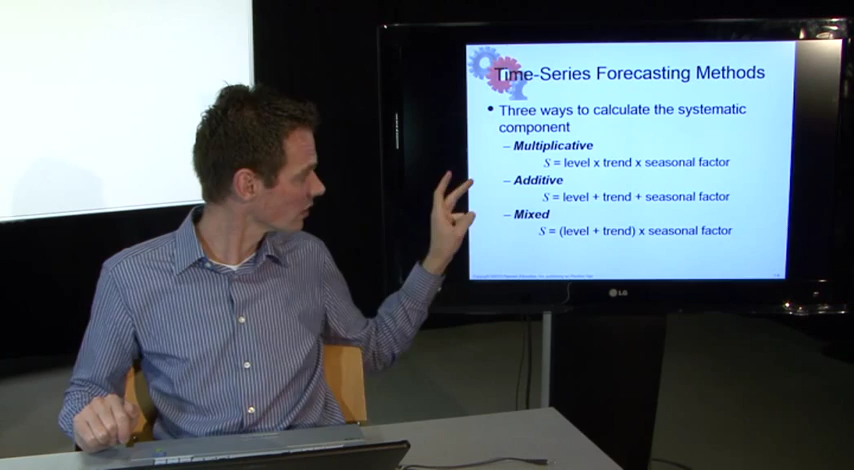 Time-Series Forecasting Methods
• Three ways to calculate the systematic
component
– Multiplicative
S = level x trend x seasonal factor
– Additive
S = level + trend + seasonal factor
– Mixed
S = (level + trend) x seasonal factor
LG